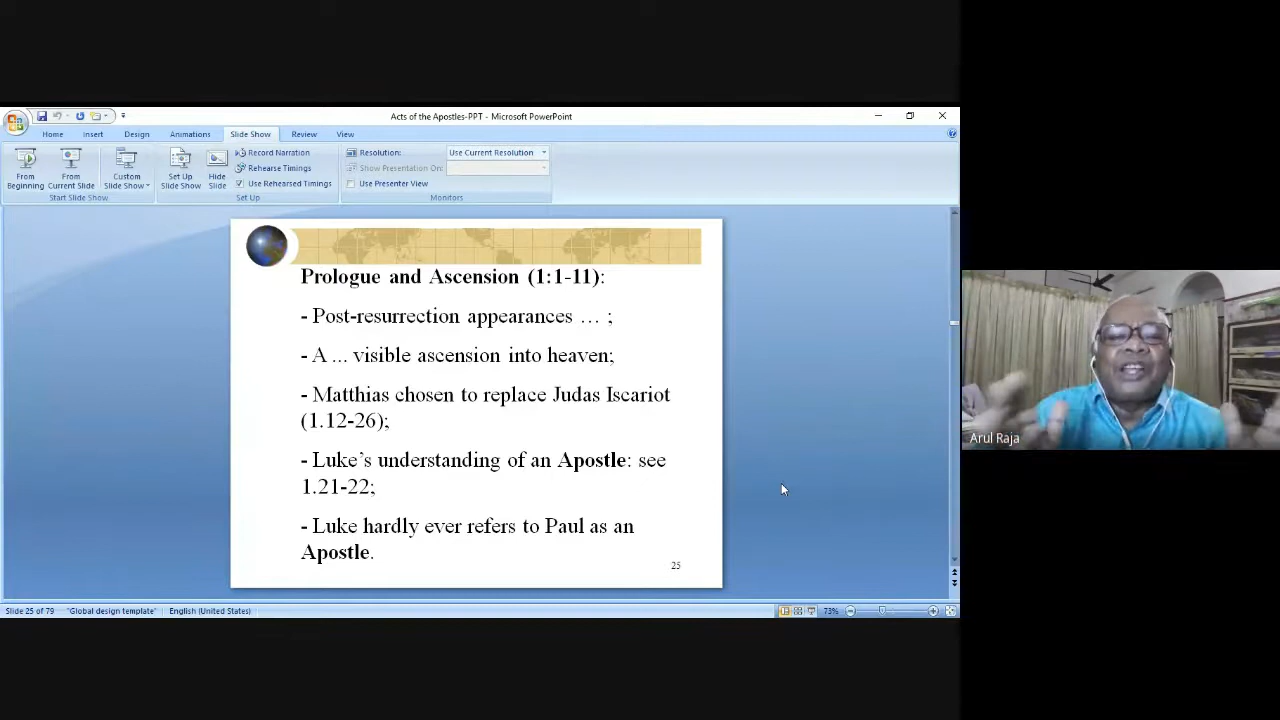 Acts of the Apostles-PPT - Microsoft PowerPoint
Home Insert Design Animations Slide Show Review View
From Beginning
From Current Slide
Custom Slide Show
Start Slide Show
Set Up Slide Show
Hide Slide
Record Narration
Rehearse Timings
Use Rehearsed Timings
Set Up
Resolution: Use Current Resolution
Show Presentation On:
Use Presenter View
Monitors
Prologue and Ascension (1:1-11):
- Post-resurrection appearances … ;
- A ... visible ascension into heaven;
- Matthias chosen to replace Judas Iscariot
(1.12-26);
- Luke’s understanding of an Apostle: see
1.21-22;
- Luke hardly ever refers to Paul as an
Apostle.
25
Arul Raja
Slide 25 of 79 "Global design template" English (United States) 73%